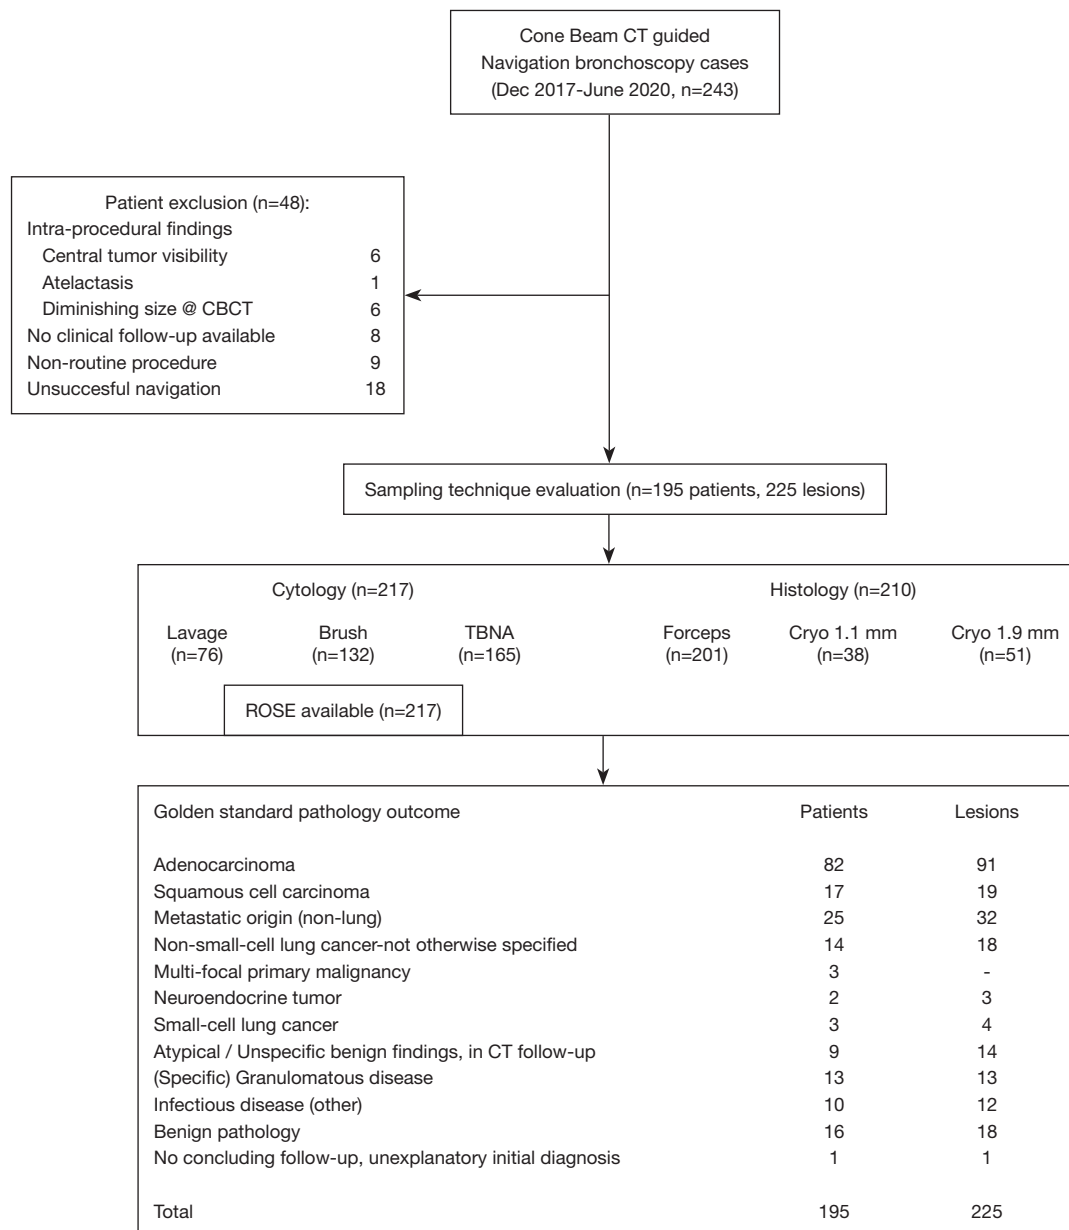 Cone Beam CT guided
Navigation bronchoscopy cases
(Dec 2017-June 2020, n=243)
Patient exclusion (n=48):
Intra-procedural findings
Central tumor visibility 6
Atelactasis 1
Diminishing size @ CBCT 6
No clinical follow-up available 8
Non-routine procedure 9
Unsuccesful navigation 18
Sampling technique evaluation (n=195 patients, 225 lesions)
Cytology (n=217) Histology (n=210)
Lavage Brush TBNA Forceps Cryo 1.1 mm Cryo 1.9 mm
(n=76) (n=132) (n=165) (n=201) (n=38) (n=51)
ROSE available (n=217)
Golden standard pathology outcome Patients Lesions
Adenocarcinoma 82 91
Squamous cell carcinoma 17 19
Metastatic origin (non-lung) 25 32
Non-small-cell lung cancer-not otherwise specified 14 18
Multi-focal primary malignancy 3 -
Neuroendocrine tumor 2 3
Small-cell lung cancer 3 4
Atypical / Unspecific benign findings, in CT follow-up 9 14
(Specific) Granulomatous disease 13 13
Infectious disease (other) 10 12
Benign pathology 16 18
No concluding follow-up, unexplanatory initial diagnosis 1 1
Total 195 225